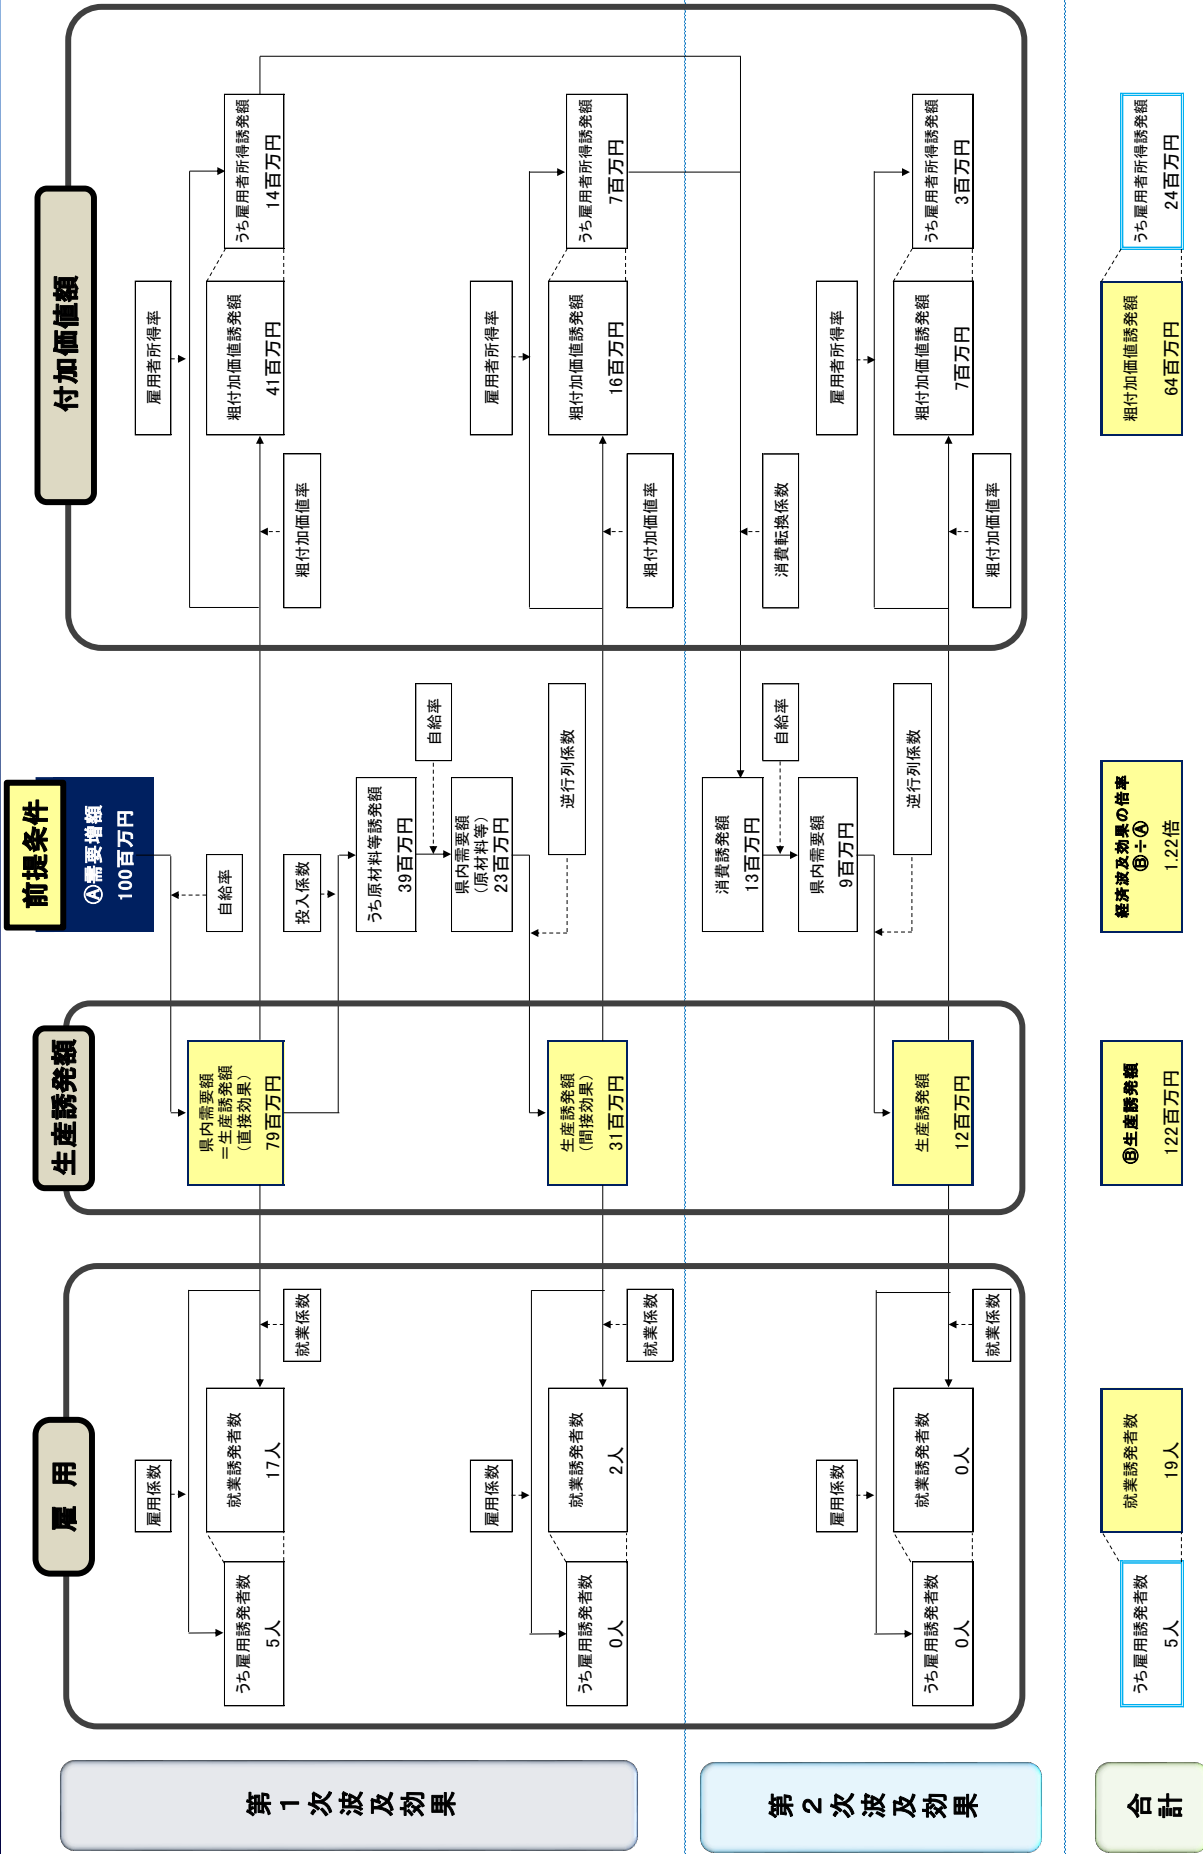 雇　用
生産誘発額
前提条件
付加価値額
Ⓐ需要増額
100百万円
第１次波及効果
雇用係数
自給率
雇用者所得率
うち雇用誘発者数
5人
就業誘発者数
17人
県内需要額
＝生産誘発額
（直接効果）
79百万円
粗付加価値誘発額
41百万円
うち雇用者所得誘発額
14百万円
就業係数
投入係数
粗付加価値率
うち原材料等誘発額
39百万円
自給率
県内需要額
（原材料等）
23百万円
雇用係数
雇用者所得率
うち雇用誘発者数
0人
就業誘発者数
2人
生産誘発額
（間接効果）
31百万円
逆行列係数
粗付加価値誘発額
16百万円
うち雇用者所得誘発額
7百万円
就業係数
粗付加価値率
第２次波及効果
消費誘発額
13百万円
自給率
消費転換係数
県内需要額
9百万円
雇用係数
雇用者所得率
うち雇用誘発者数
0人
就業誘発者数
0人
生産誘発額
12百万円
逆行列係数
粗付加価値誘発額
7百万円
うち雇用者所得誘発額
3百万円
就業係数
粗付加価値率
合計
うち雇用誘発者数
5人
就業誘発者数
19人
Ⓑ生産誘発額
122百万円
経済波及効果の倍率
Ⓑ÷Ⓐ
1.22倍
粗付加価値誘発額
64百万円
うち雇用者所得誘発額
24百万円